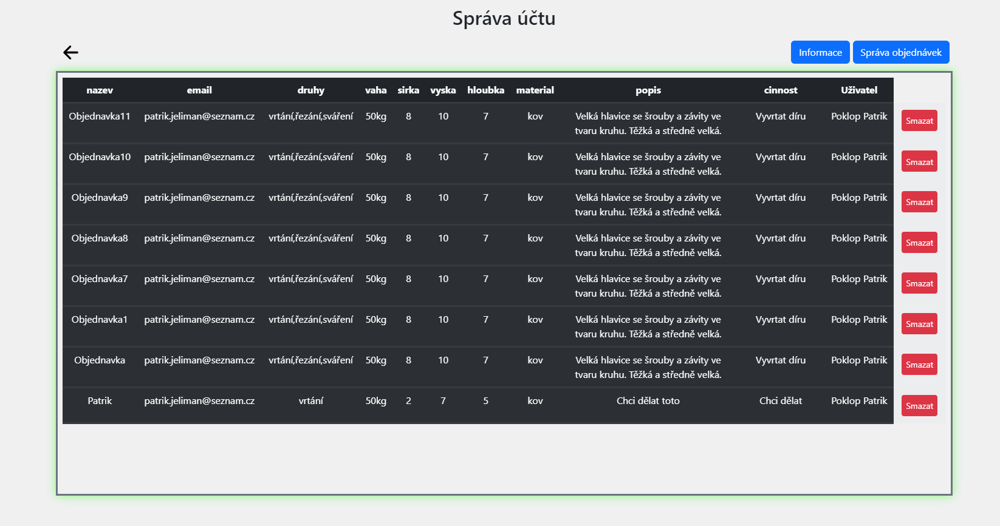 Správa účtu
Informace Správa objednávek
nazev email druhy vaha sirka vyska hloubka material popis cinnost Uživatel
Objednavka11 patrik.jeliman@seznam.cz vrtání,řezání,sváření 50kg 8 10 7 kov Velká hlavice se šrouby a závity ve Vyvrtat díru Poklop Patrik Smazat
tvaru kruhu. Těžká a středně velká.
Objednavka10 patrik.jeliman@seznam.cz vrtání,řezání,sváření 50kg 8 10 7 kov Velká hlavice se šrouby a závity ve Vyvrtat díru Poklop Patrik Smazat
tvaru kruhu. Těžká a středně velká.
Objednavka9 patrik.jeliman@seznam.cz vrtání,řezání,sváření 50kg 8 10 7 kov Velká hlavice se šrouby a závity ve Vyvrtat díru Poklop Patrik Smazat
tvaru kruhu. Těžká a středně velká.
Objednavka8 patrik.jeliman@seznam.cz vrtání,řezání,sváření 50kg 8 10 7 kov Velká hlavice se šrouby a závity ve Vyvrtat díru Poklop Patrik Smazat
tvaru kruhu. Těžká a středně velká.
Objednavka7 patrik.jeliman@seznam.cz vrtání,řezání,sváření 50kg 8 10 7 kov Velká hlavice se šrouby a závity ve Vyvrtat díru Poklop Patrik Smazat
tvaru kruhu. Těžká a středně velká.
Objednavka1 patrik.jeliman@seznam.cz vrtání,řezání,sváření 50kg 8 10 7 kov Velká hlavice se šrouby a závity ve Vyvrtat díru Poklop Patrik Smazat
tvaru kruhu. Těžká a středně velká.
Objednavka patrik.jeliman@seznam.cz vrtání,řezání,sváření 50kg 8 10 7 kov Velká hlavice se šrouby a závity ve Vyvrtat díru Poklop Patrik Smazat
tvaru kruhu. Těžká a středně velká.
Patrik patrik.jeliman@seznam.cz vrtání 50kg 2 7 5 kov Chci dělat toto Chci dělat Poklop Patrik Smazat